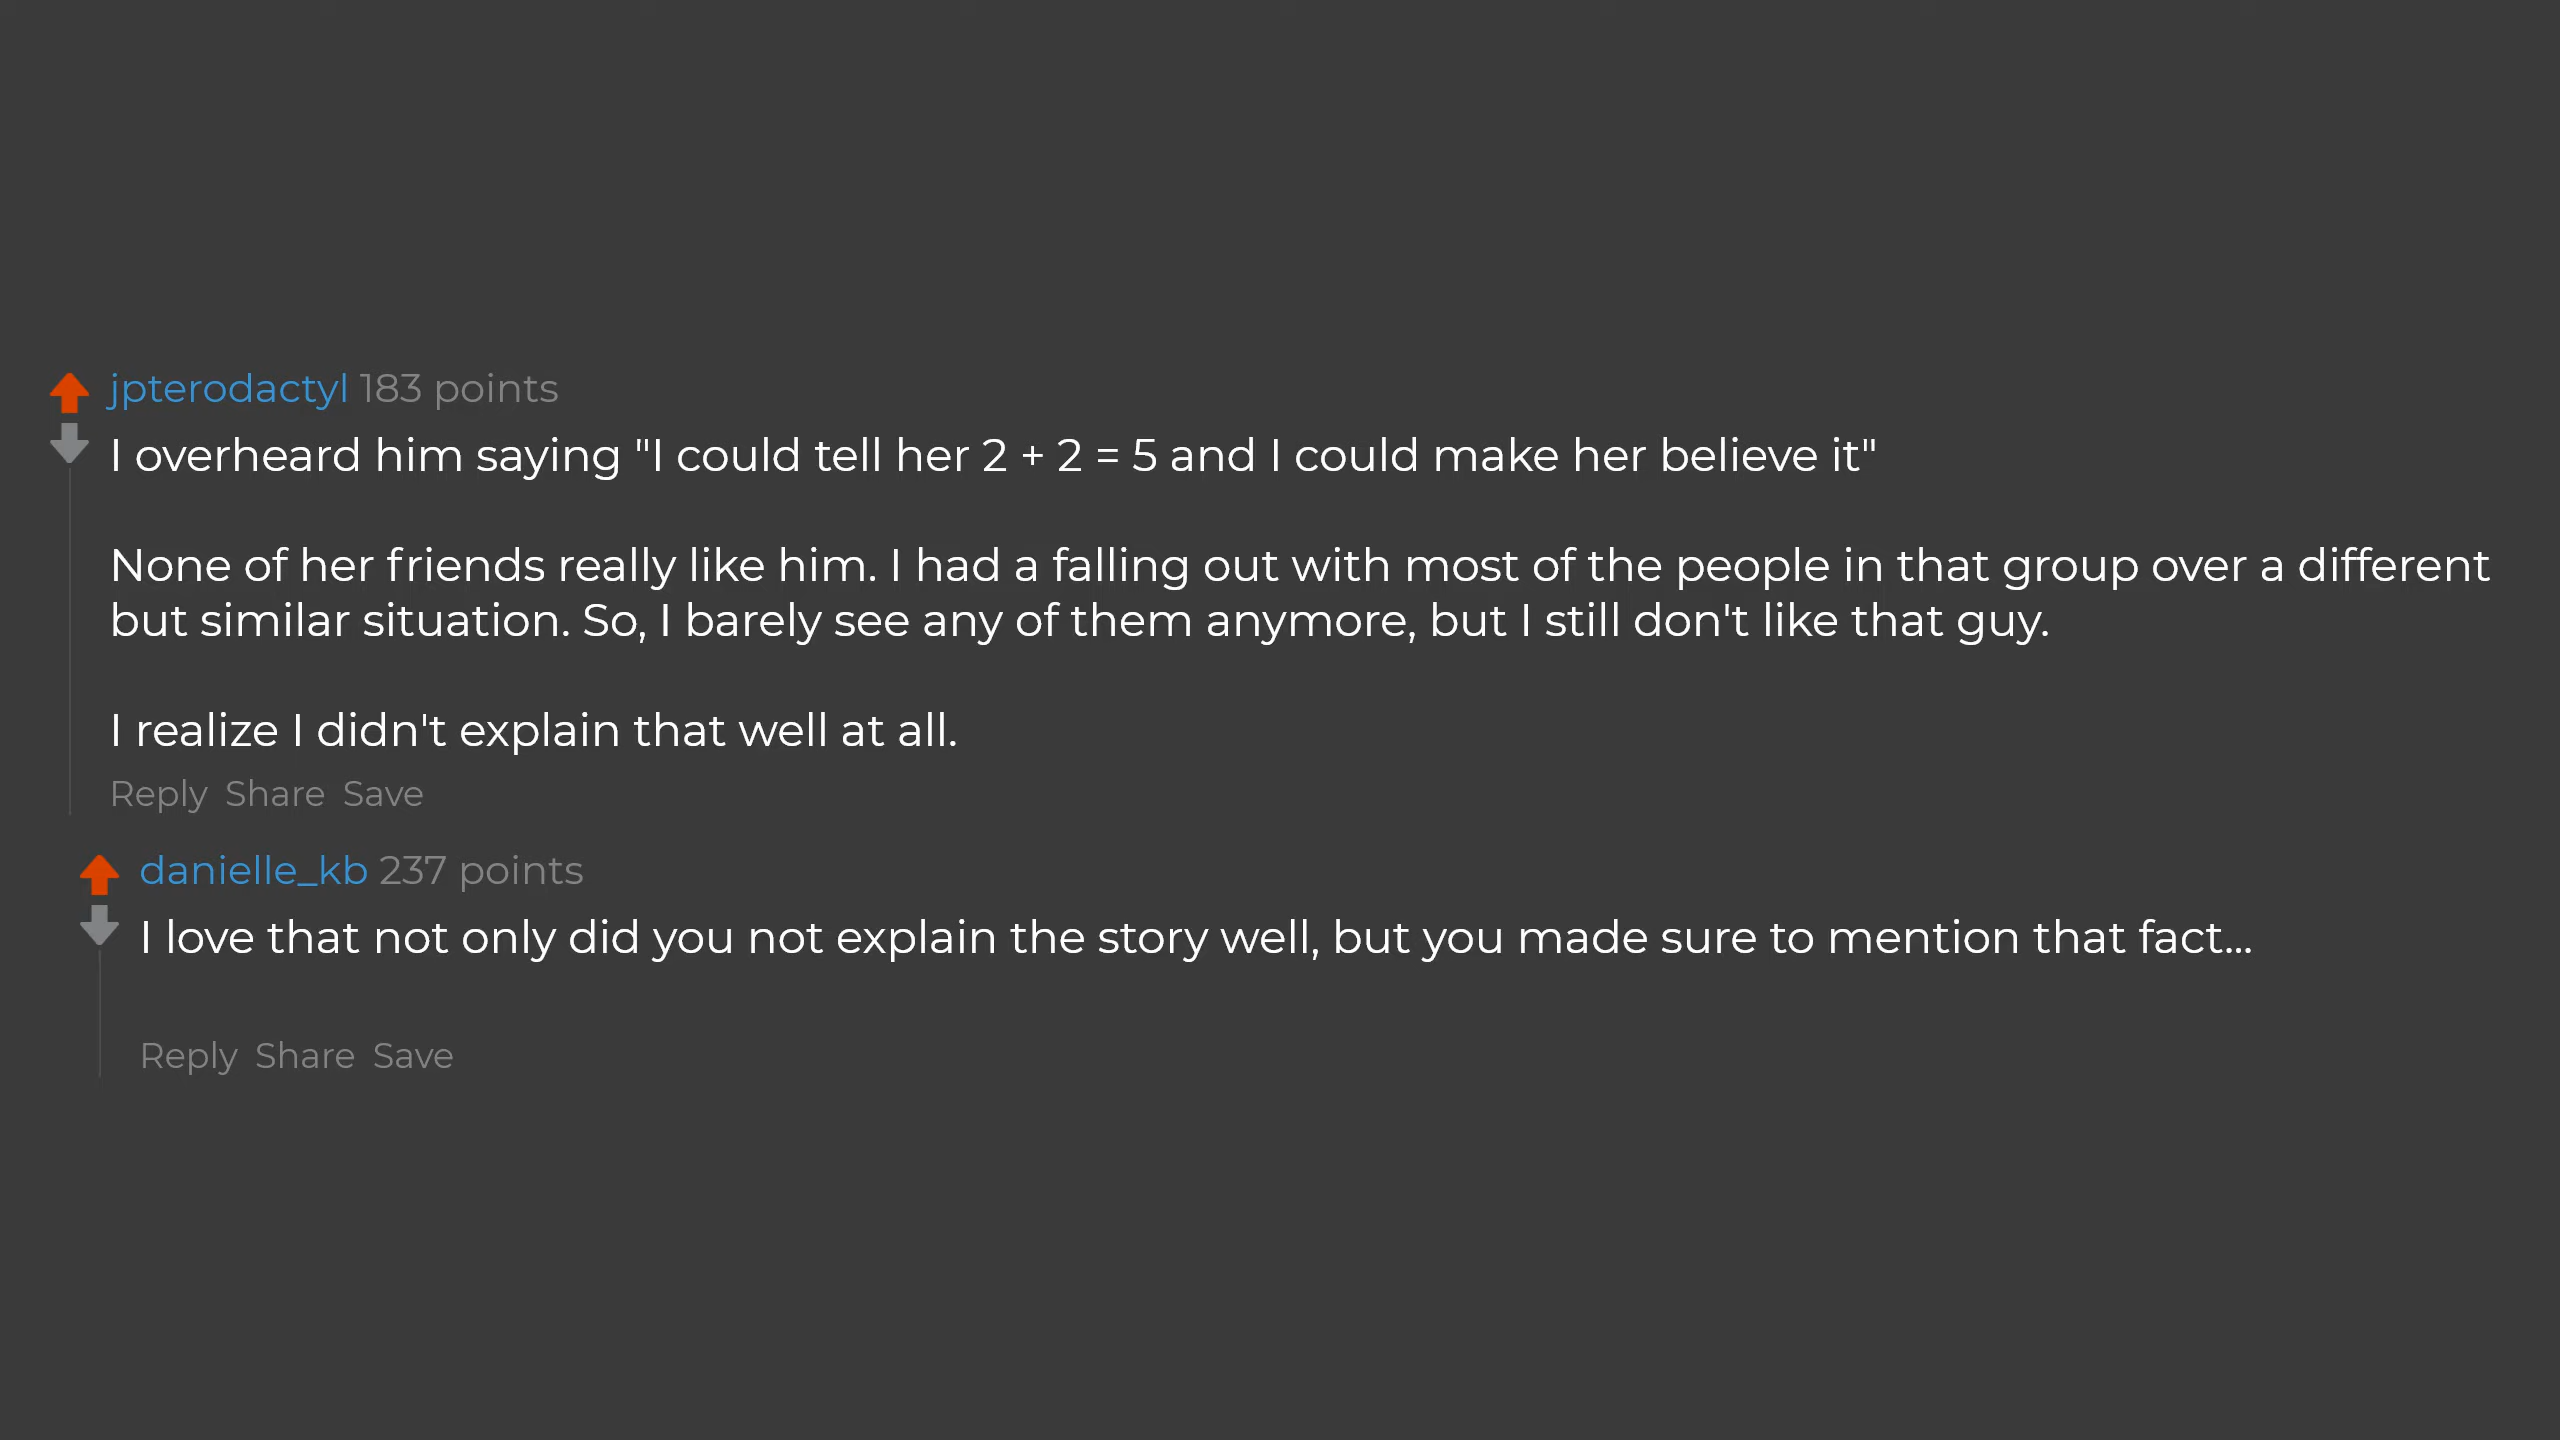 jpterodactyl 183 points
I overheard him saying "I could tell her 2 + 2 = 5 and I could make her believe it"
None of her friends really like him. I had a falling out with most of the people in that group over a different
but similar situation. So, I barely see any of them anymore, but I still don't like that guy.
I realize I didn't explain that well at all.
Reply Share Save
danielle_kb 237 points
I love that not only did you not explain the story well, but you made sure to mention that fact...
Reply Share Save